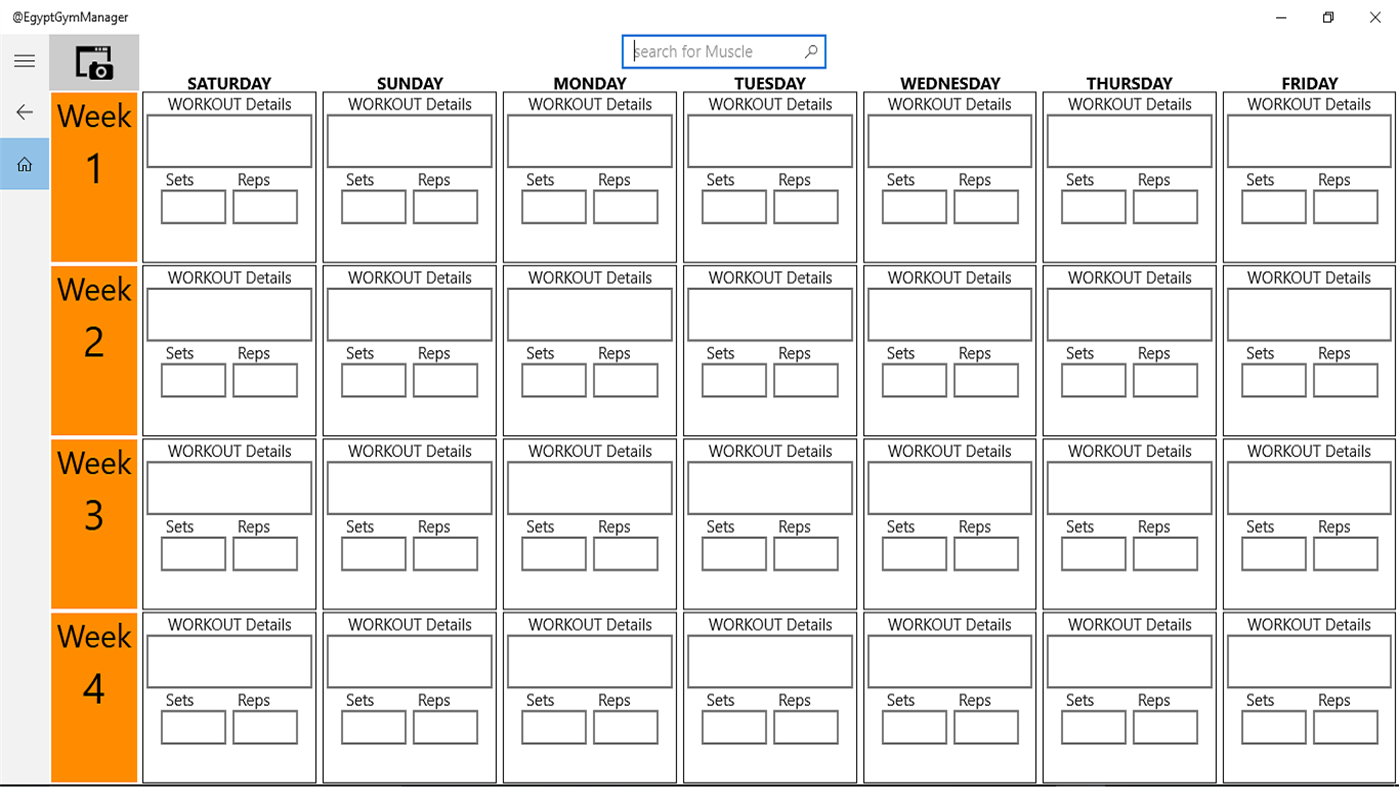 @EgyptGymManager
search for Muscle
SATURDAY SUNDAY MONDAY TUESDAY WEDNESDAY THURSDAY FRIDAY
Week 1
WORKOUT Details WORKOUT Details WORKOUT Details WORKOUT Details WORKOUT Details WORKOUT Details WORKOUT Details
Sets Reps Sets Reps Sets Reps Sets Reps Sets Reps Sets Reps Sets Reps
Week 2
WORKOUT Details WORKOUT Details WORKOUT Details WORKOUT Details WORKOUT Details WORKOUT Details WORKOUT Details
Sets Reps Sets Reps Sets Reps Sets Reps Sets Reps Sets Reps Sets Reps
Week 3
WORKOUT Details WORKOUT Details WORKOUT Details WORKOUT Details WORKOUT Details WORKOUT Details WORKOUT Details
Sets Reps Sets Reps Sets Reps Sets Reps Sets Reps Sets Reps Sets Reps
Week 4
WORKOUT Details WORKOUT Details WORKOUT Details WORKOUT Details WORKOUT Details WORKOUT Details WORKOUT Details
Sets Reps Sets Reps Sets Reps Sets Reps Sets Reps Sets Reps Sets Reps